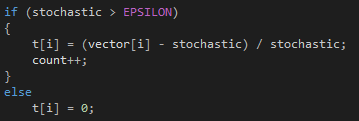 if (stochastic > EPSILON)
{
    t[i] = (vector[i] - stochastic) / stochastic;
    count++;
}
else
    t[i] = 0;